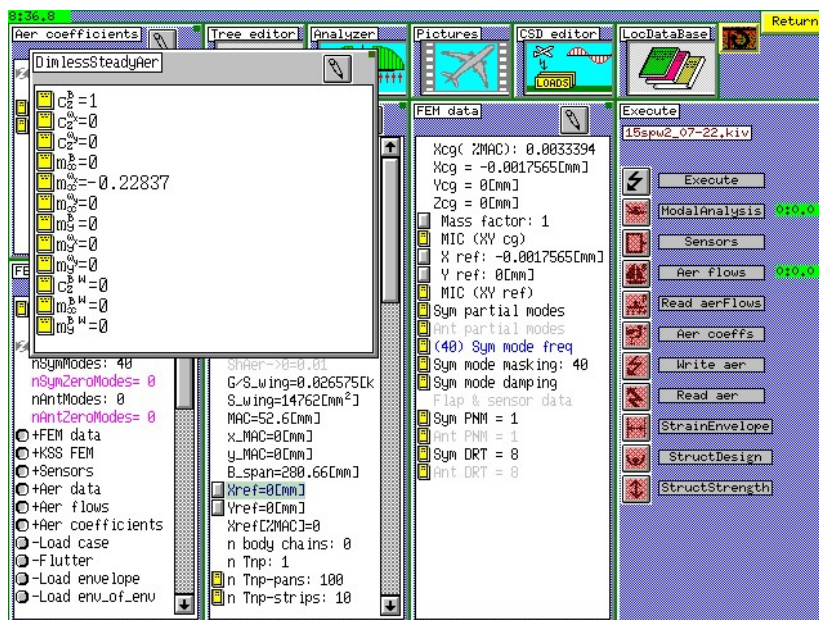 8:36.8
Return
Aer coefficients
Tree editor
Analyzer
Pictures
CSD editor
LOADS
LocDataBase
DimlessSteadyAer
c_z^β=1
c_z^ωx=0
c_z^ωy=0
m_x^β=0
m_x^ωx=-0.22837
m_x^ωy=0
m_y^β=0
m_y^ωx=0
m_y^ωy=0
c_z^β W=0
m_x^β W=0
m_y^β W=0
FE
nSymModes: 40
nSymZeroModes= 0
nAntModes: 0
nAntZeroModes= 0
+FEM data
+KSS FEM
+Sensors
+Aer data
+Aer flows
+Aer coefficients
-Load case
-Flutter
-Load envelope
-Load env_of_env
ShAer->0=0.01
G/S_wing=0.026575[k
S_wing=14762[mm²]
MAC=52.6[mm]
x_MAC=0[mm]
y_MAC=0[mm]
B_span=280.66[mm]
Xref=0[mm]
Yref=0[mm]
Xref[%MAC]=0
n body chains: 0
n Tnp: 1
n Tnp-pans: 100
n Tnp-strips: 10
FEM data
Xcg( %MAC): 0.0033394
Xcg = -0.0017565[mm]
Ycg = 0[mm]
Zcg = 0[mm]
Mass factor: 1
MIC (XY cg)
X ref: -0.0017565[mm]
Y ref: 0[mm]
MIC (XY ref)
Sym partial modes
Ant partial modes
(40) Sym mode freq
Sym mode masking: 40
Sym mode damping
Flap & sensor data
Sym PNM = 1
Ant PNM = 1
Sym DRT = 8
Ant DRT = 8
Execute
15spw2_07-22.kiv
Execute
ModalAnalysis 0:0.0
Sensors
Aer flows 0:0.0
Read aerFlows
Aer coeffs
Write aer
Read aer
StrainEnvelope
StructDesign
StructStrength